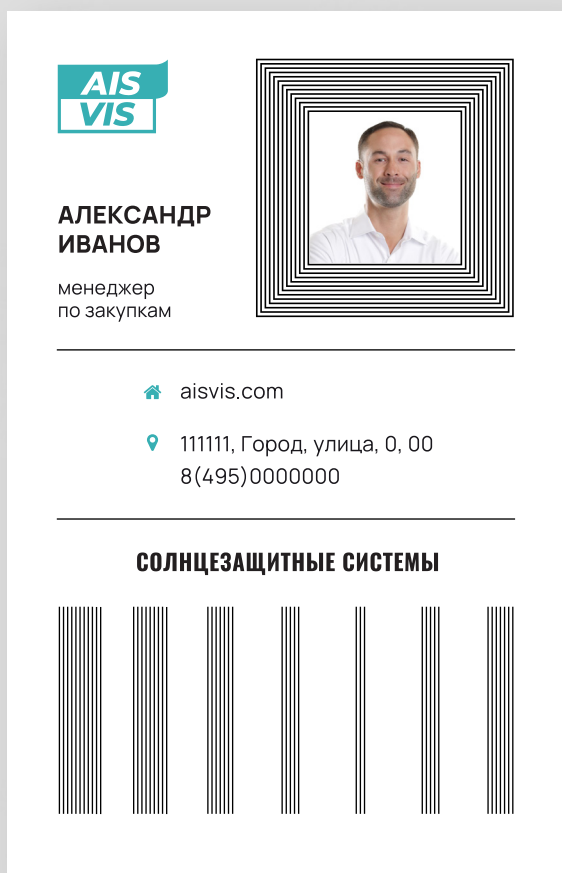 AIS
VIS
АЛЕКСАНДР
ИВАНОВ
менеджер
по закупкам
aisvis.com
111111, Город, улица, 0, 00
8(495)0000000
СОЛНЦЕЗАЩИТНЫЕ СИСТЕМЫ